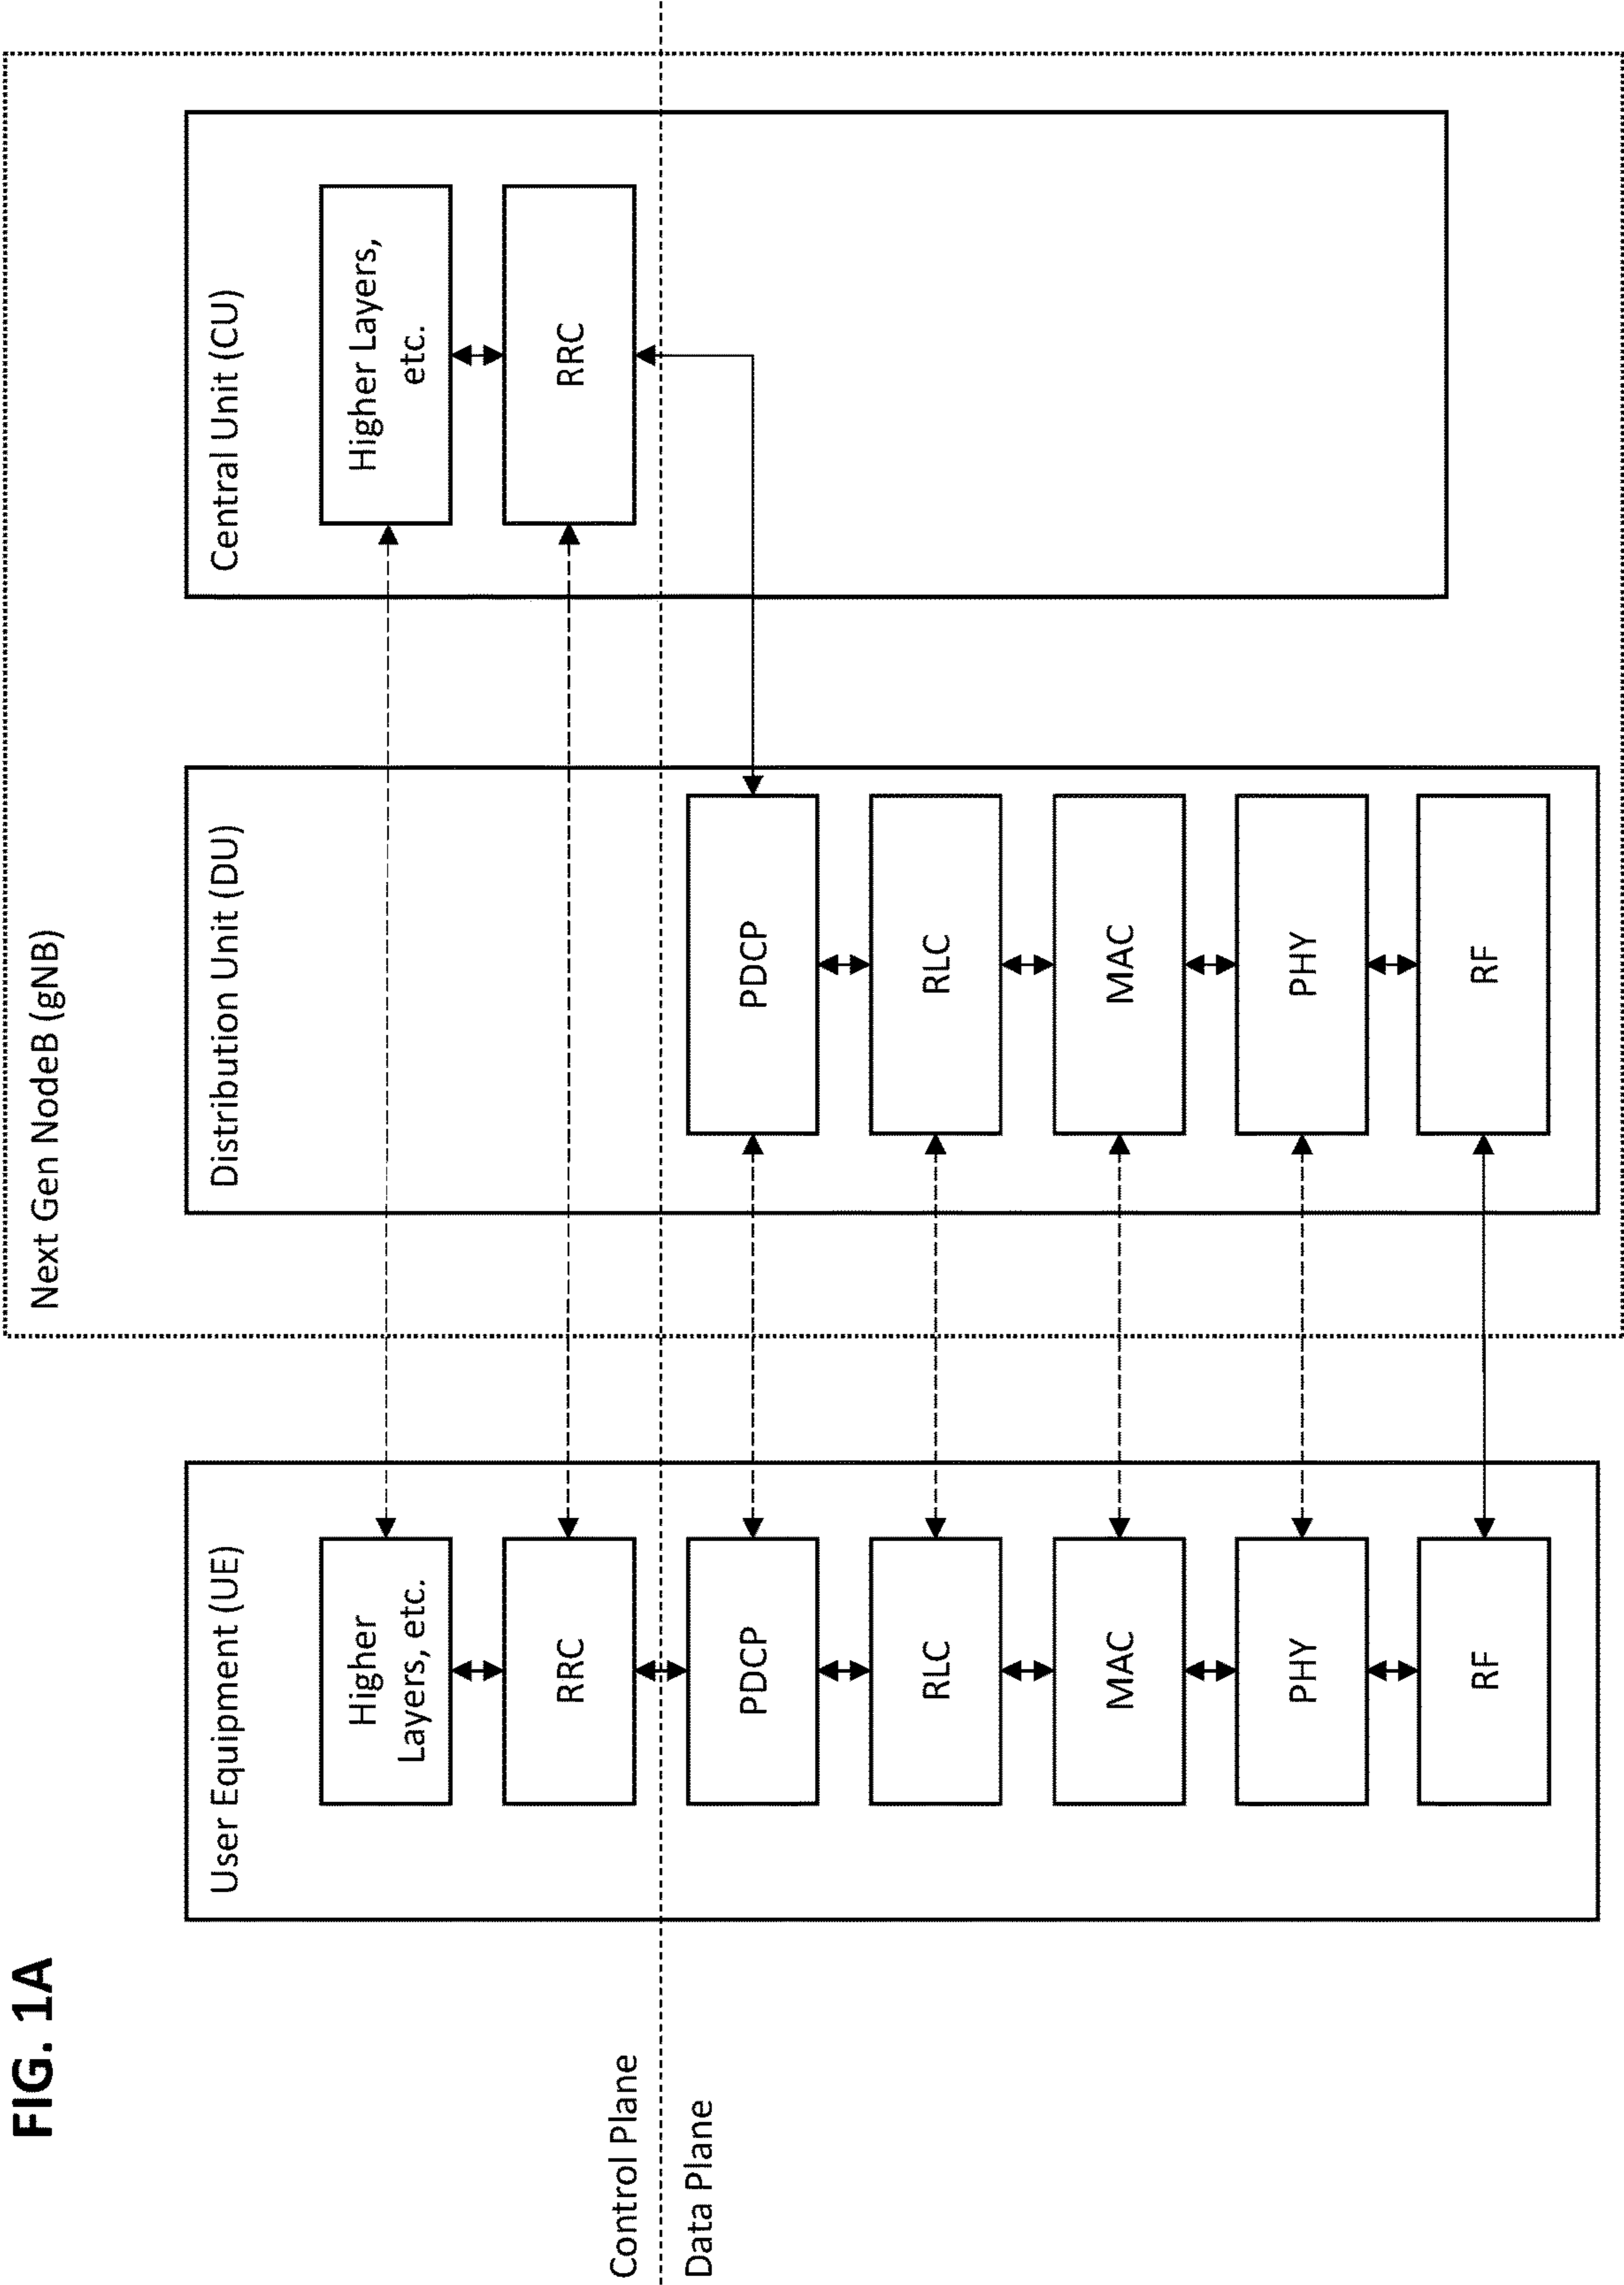 FIG. 1A
Next Gen NodeB (gNB)
User Equipment (UE)
Distribution Unit (DU)
Central Unit (CU)
Higher
Layers, etc.
Higher Layers,
etc.
RRC
RRC
Control Plane
Data Plane
PDCP
PDCP
RLC
RLC
MAC
MAC
PHY
PHY
RF
RF